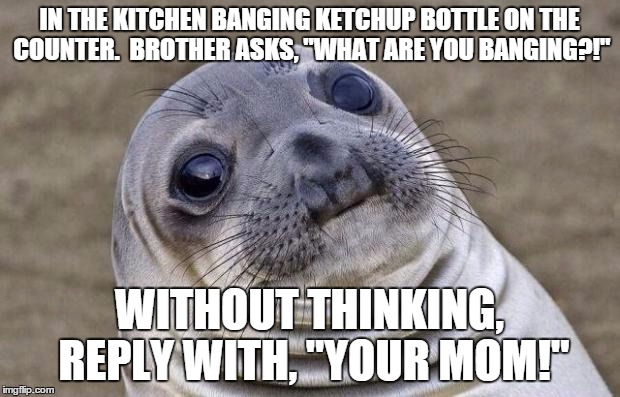 IN THE KITCHEN BANGING KETCHUP BOTTLE ON THE
COUNTER. BROTHER ASKS, "WHAT ARE YOU BANGING?!"
WITHOUT THINKING,
REPLY WITH, "YOUR MOM!"
imgflip.com